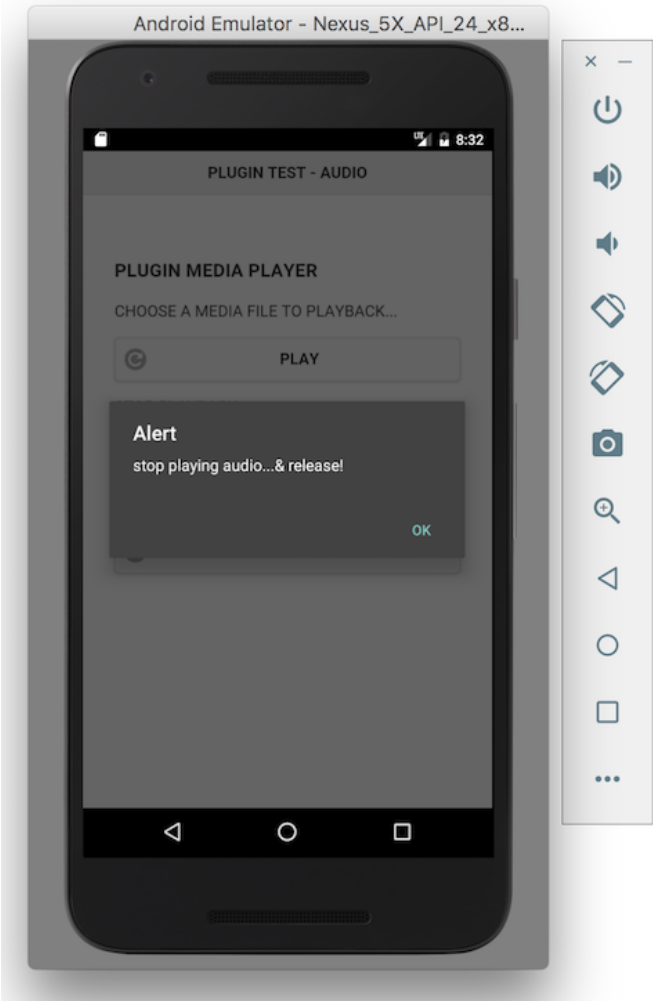 Android Emulator - Nexus_5X_API_24_x8...
LTE 8:32
PLUGIN TEST - AUDIO
PLUGIN MEDIA PLAYER
CHOOSE A MEDIA FILE TO PLAYBACK...
PLAY
Alert
stop playing audio...& release!
OK